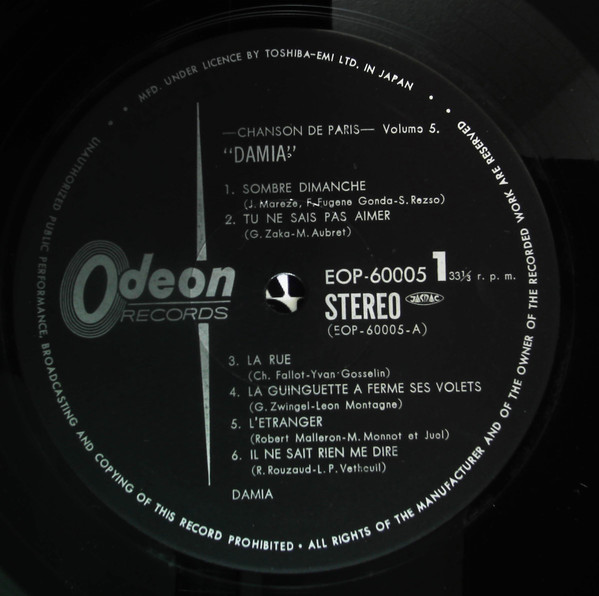 MFD. UNDER LICENCE BY TOSHIBA-EMI LTD. IN JAPAN
—CHANSON DE PARIS— Volume 5.
"DAMIA"
1. SOMBRE DIMANCHE
(J. Mareze, F-Eugene Gonda-S. Rezso)
2. TU NE SAIS PAS AIMER
(G. Zaka-M. Aubret)
Odeon
RECORDS
EOP-60005 1 33⅓ r. p. m.
STEREO JASRAC
(EOP-60005-A)
3. LA RUE
(Ch. Fallot-Yvan-Gosselin)
4. LA GUINGUETTE A FERME SES VOLETS
(G. Zwingel-Leon Montagne)
5. L'ETRANGER
(Robert Malleron-M. Monnot et Juol)
6. IL NE SAIT RIEN ME DIRE
(R. Rouzaud-L. P. Vetheuil)
DAMIA
UNAUTHORIZED PUBLIC PERFORMANCE, BROADCASTING AND COPYING OF THIS RECORD PROHIBITED • ALL RIGHTS OF THE MANUFACTURER AND OF THE OWNER OF THE RECORDED WORK ARE RESERVED